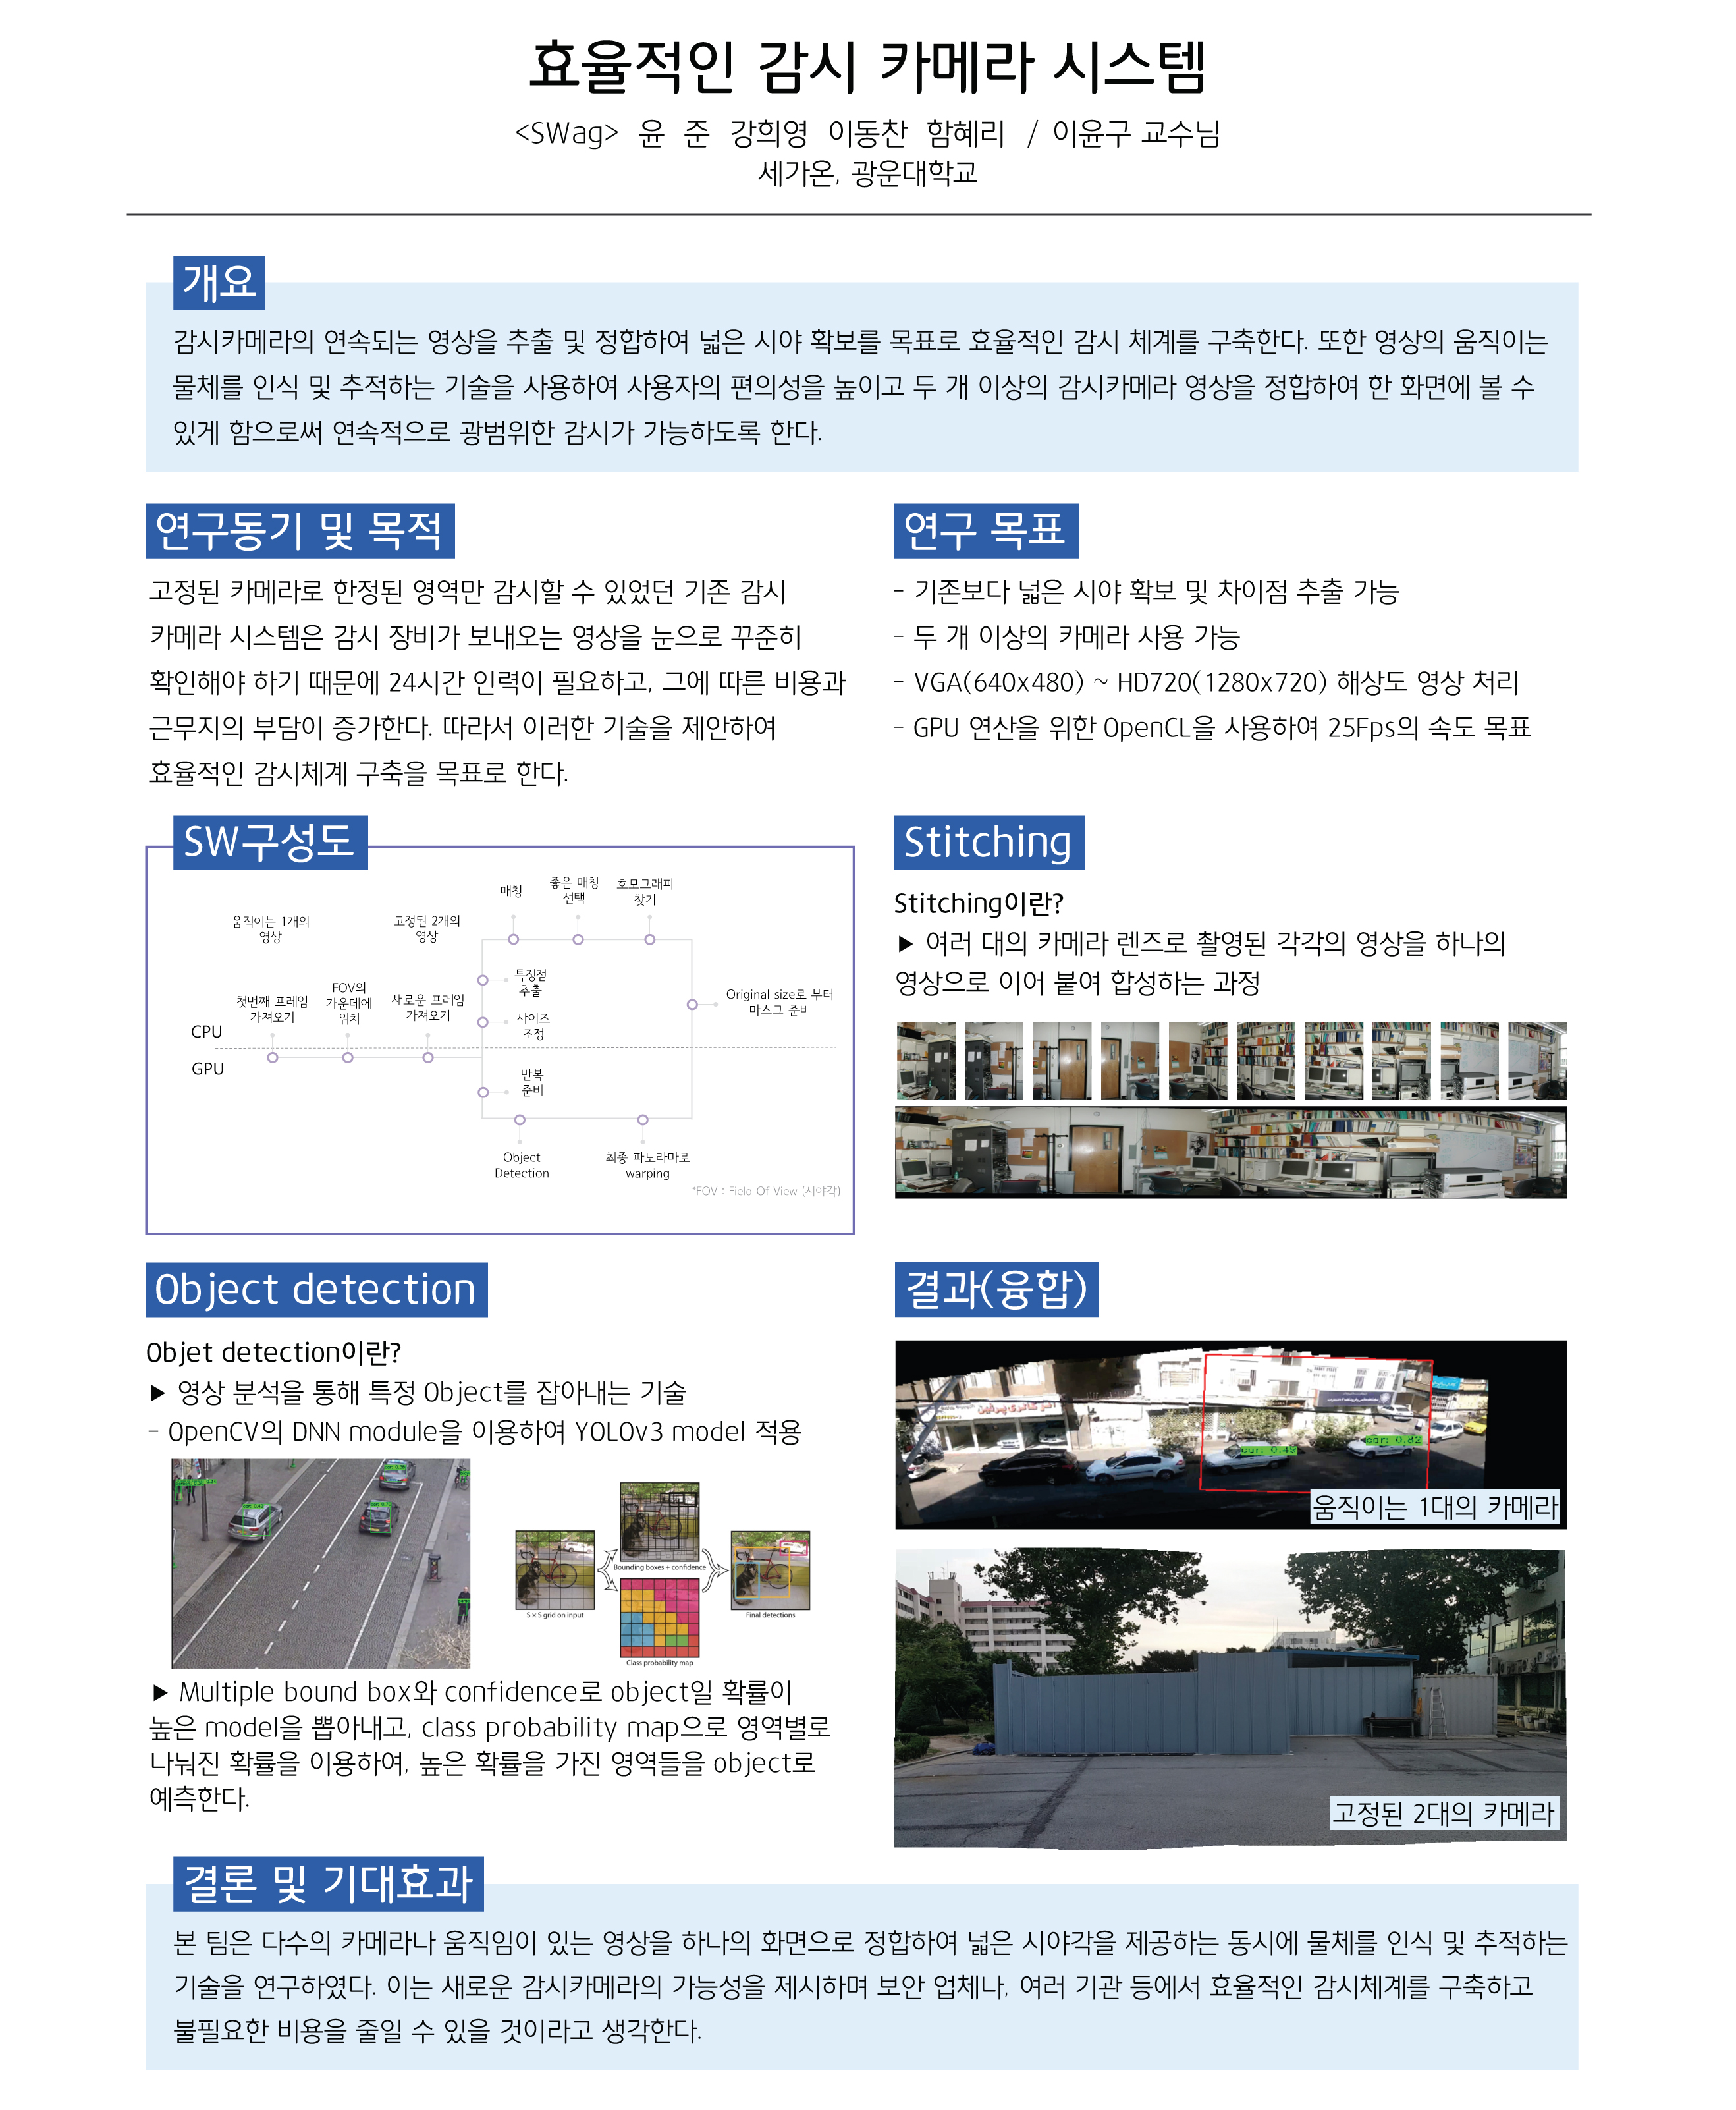 효율적인 감시 카메라 시스템
<SWag> 윤 준 강희영 이동찬 함혜리 / 이윤구 교수님
세가온, 광운대학교
개요
감시카메라의 연속되는 영상을 추출 및 정합하여 넓은 시야 확보를 목표로 효율적인 감시 체계를 구축한다. 또한 영상의 움직이는
물체를 인식 및 추적하는 기술을 사용하여 사용자의 편의성을 높이고 두 개 이상의 감시카메라 영상을 정합하여 한 화면에 볼 수
있게 함으로써 연속적으로 광범위한 감시가 가능하도록 한다.
연구동기 및 목적
고정된 카메라로 한정된 영역만 감시할 수 있었던 기존 감시
카메라 시스템은 감시 장비가 보내오는 영상을 눈으로 꾸준히
확인해야 하기 때문에 24시간 인력이 필요하고, 그에 따른 비용과
근무지의 부담이 증가한다. 따라서 이러한 기술을 제안하여
효율적인 감시체계 구축을 목표로 한다.
연구 목표
- 기존보다 넓은 시야 확보 및 차이점 추출 가능
- 두 개 이상의 카메라 사용 가능
- VGA(640x480) ~ HD720(1280x720) 해상도 영상 처리
- GPU 연산을 위한 OpenCL을 사용하여 25Fps의 속도 목표
SW구성도
움직이는 1개의
영상
고정된 2개의
영상
매칭
좋은 매칭
선택
호모그래피
찾기
첫번째 프레임
가져오기
FOV의
가운데에
위치
새로운 프레임
가져오기
특징점
추출
사이즈
조정
Original size로 부터
마스크 준비
CPU
GPU
반복
준비
Object
Detection
최종 파노라마로
warping
*FOV : Field Of View (시야각)
Stitching
Stitching이란?
▶ 여러 대의 카메라 렌즈로 촬영된 각각의 영상을 하나의
영상으로 이어 붙여 합성하는 과정
Object detection
Objet detection이란?
▶ 영상 분석을 통해 특정 Object를 잡아내는 기술
- OpenCV의 DNN module을 이용하여 YOLOv3 model 적용
S × S grid on input
Bounding boxes + confidence
Class probability map
Final detections
▶ Multiple bound box와 confidence로 object일 확률이
높은 model을 뽑아내고, class probability map으로 영역별로
나눠진 확률을 이용하여, 높은 확률을 가진 영역들을 object로
예측한다.
결과(융합)
car: 0.49
car: 0.82
움직이는 1대의 카메라
고정된 2대의 카메라
결론 및 기대효과
본 팀은 다수의 카메라나 움직임이 있는 영상을 하나의 화면으로 정합하여 넓은 시야각을 제공하는 동시에 물체를 인식 및 추적하는
기술을 연구하였다. 이는 새로운 감시카메라의 가능성을 제시하며 보안 업체나, 여러 기관 등에서 효율적인 감시체계를 구축하고
불필요한 비용을 줄일 수 있을 것이라고 생각한다.